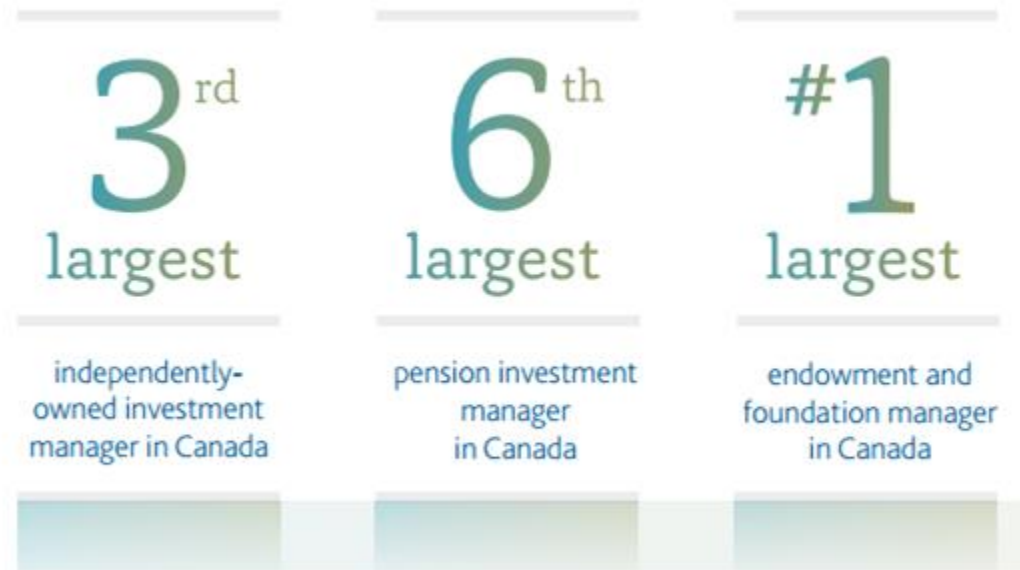 3rd
largest
independently-
owned investment
manager in Canada
6th
largest
pension investment
manager
in Canada
#1
largest
endowment and
foundation manager
in Canada